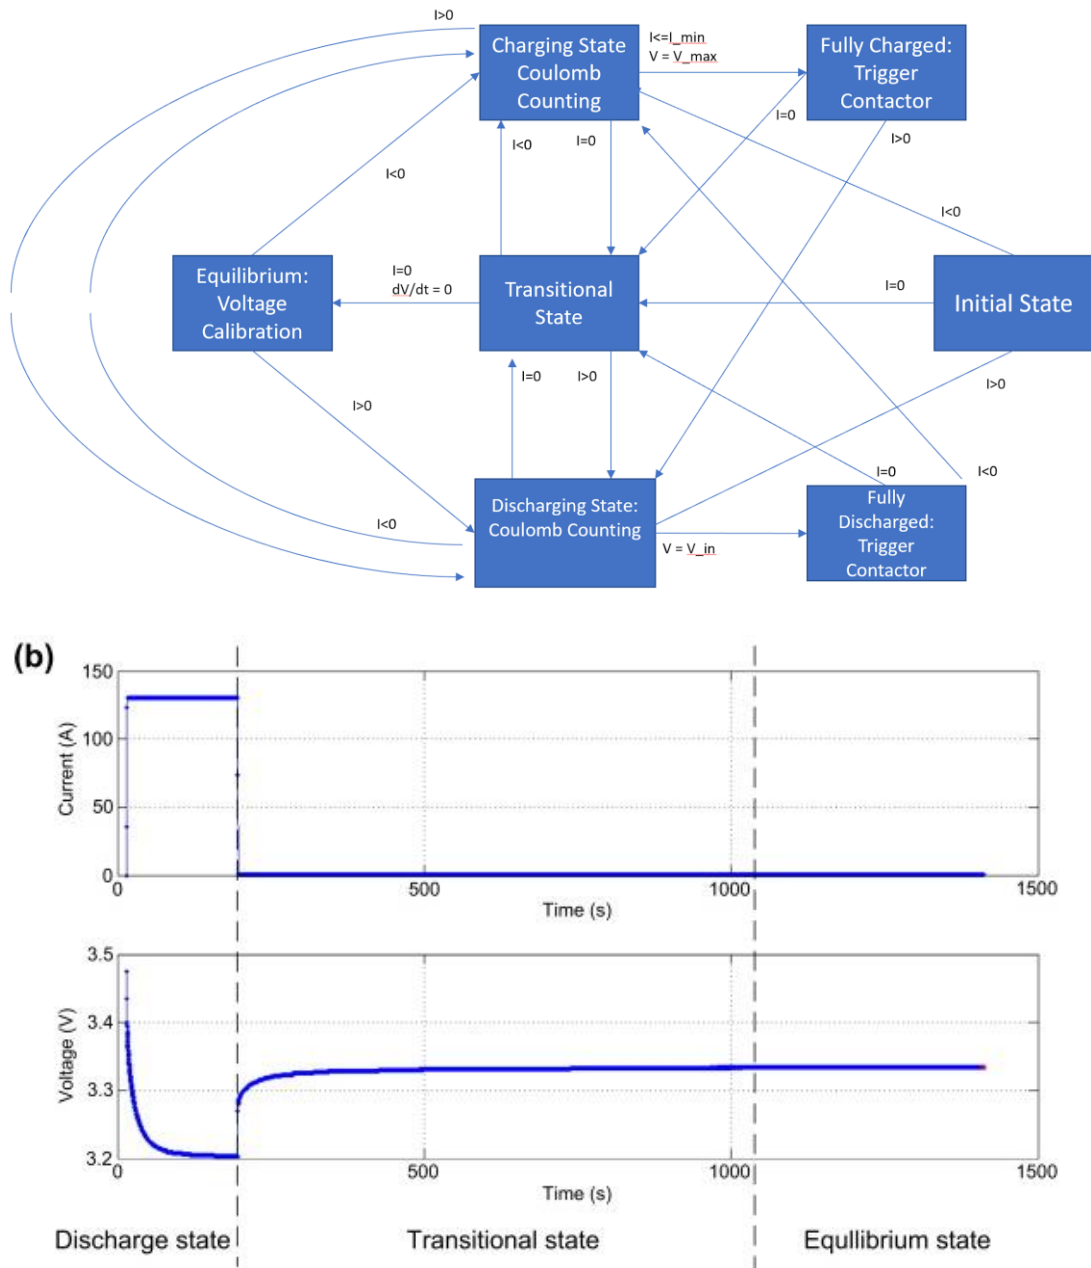 I>0
Charging State
Coulomb
Counting
I<=I_min
V = V_max
Fully Charged:
Trigger
Contactor
I=0
I>0
I<0
I=0
I<0
I<0
Equilibrium:
Voltage
Calibration
I=0
dV/dt = 0
Transitional
State
I=0
Initial State
I=0
I>0
I>0
I>0
I=0
I<0
Discharging State:
Coulomb Counting
I<0
V = V_in
Fully
Discharged:
Trigger
Contactor
(b)
150
100
50
0
Current (A)
0 500 1000 1500
Time (s)
3.5
3.4
3.3
3.2
Voltage (V)
0 500 1000 1500
Time (s)
Discharge state Transitional state Equllibrium state